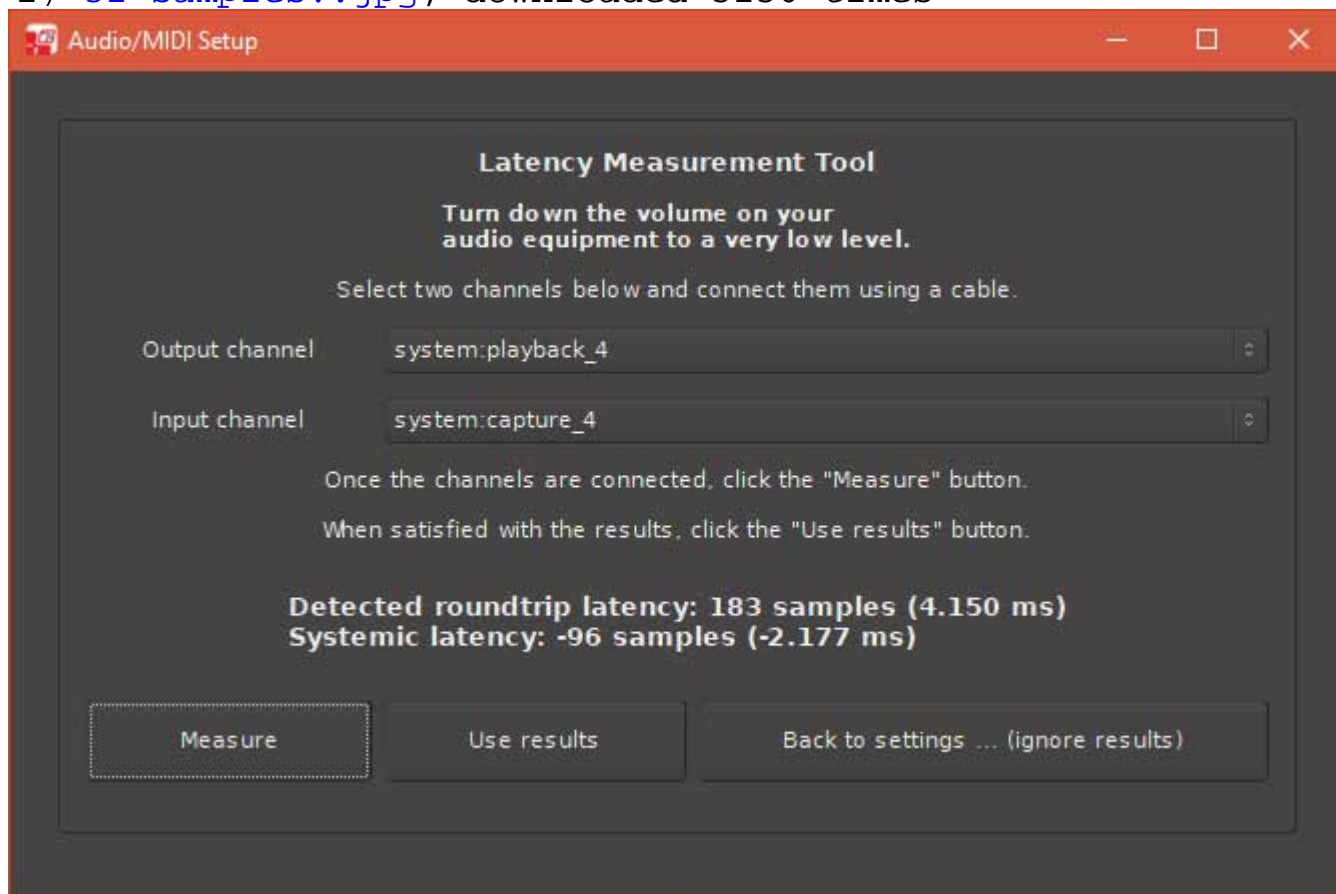 Audio/MIDI Setup
Latency Measurement Tool
Turn down the volume on your
audio equipment to a very low level.
Select two channels below and connect them using a cable.
Output channel system:playback_4
Input channel system:capture_4
Once the channels are connected, click the "Measure" button.
When satisfied with the results, click the "Use results" button.
Detected roundtrip latency: 183 samples (4.150 ms)
Systemic latency: -96 samples (-2.177 ms)
Measure Use results Back to settings ... (ignore results)